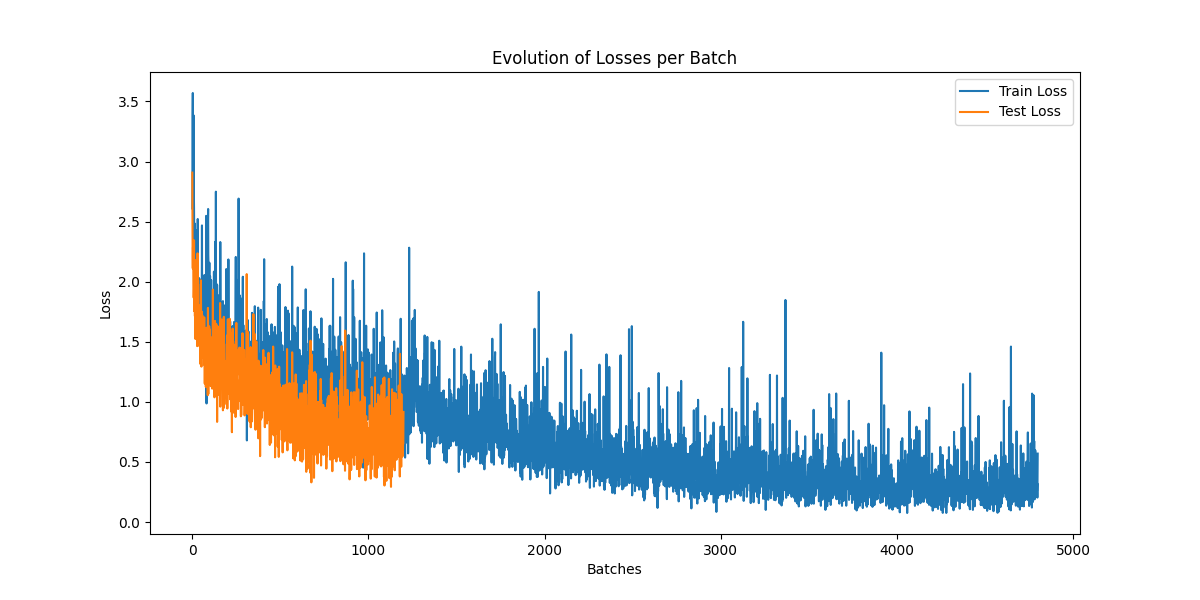 Evolution of Losses per Batch
Train Loss
Test Loss
3.5
3.0
2.5
2.0
1.5
1.0
0.5
0.0
Loss
0 1000 2000 3000 4000 5000
Batches